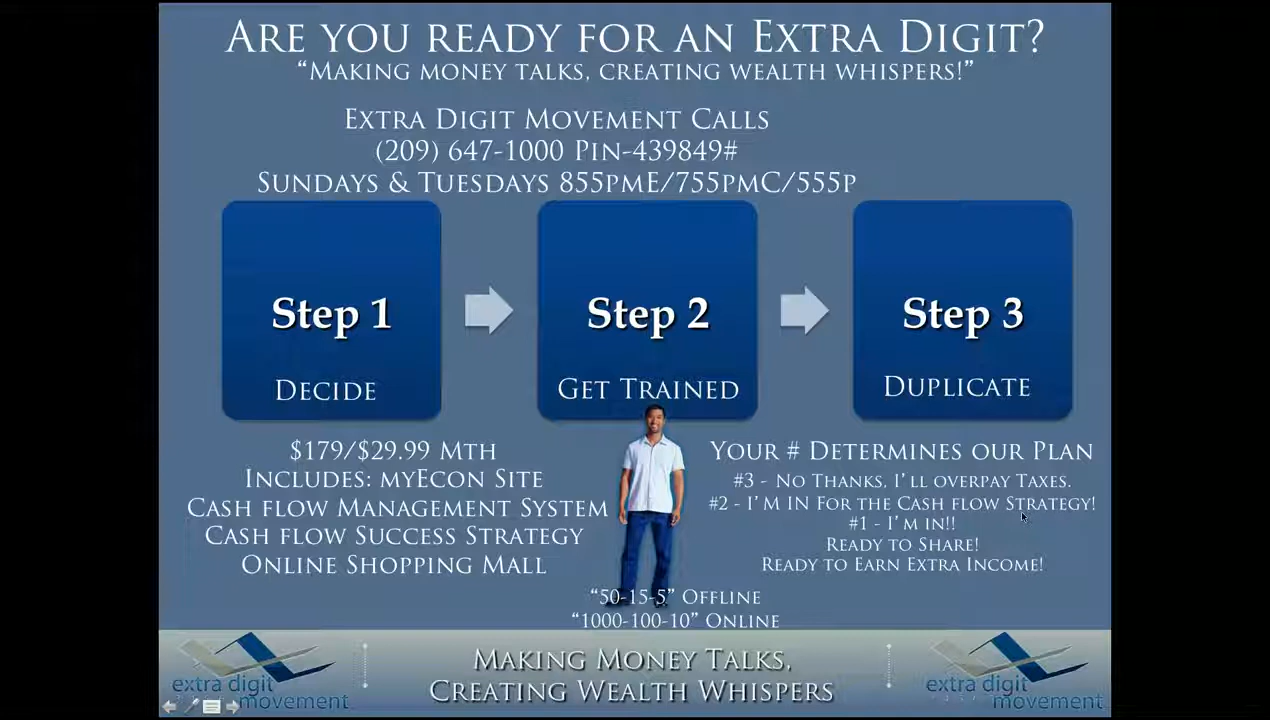 Are you ready for an Extra Digit?
“Making money talks, creating wealth whispers!”
Extra Digit Movement Calls
(209) 647-1000 Pin-439849#
Sundays & Tuesdays 855pmE/755pmC/555p
Step 1
Decide
Step 2
Get Trained
Step 3
Duplicate
$179/$29.99 Mth
Includes: myEcon Site
Cash flow Management System
Cash flow Success Strategy
Online Shopping Mall
Your # Determines our Plan
#3 - No Thanks, I’ll overpay Taxes.
#2 - I’m IN For the Cash flow Strategy!
#1 - I’m in!!
Ready to Share!
Ready to Earn Extra Income!
“50-15-5” Offline
“1000-100-10” Online
extra digit movement
Making Money Talks,
Creating Wealth Whispers
extra digit movement